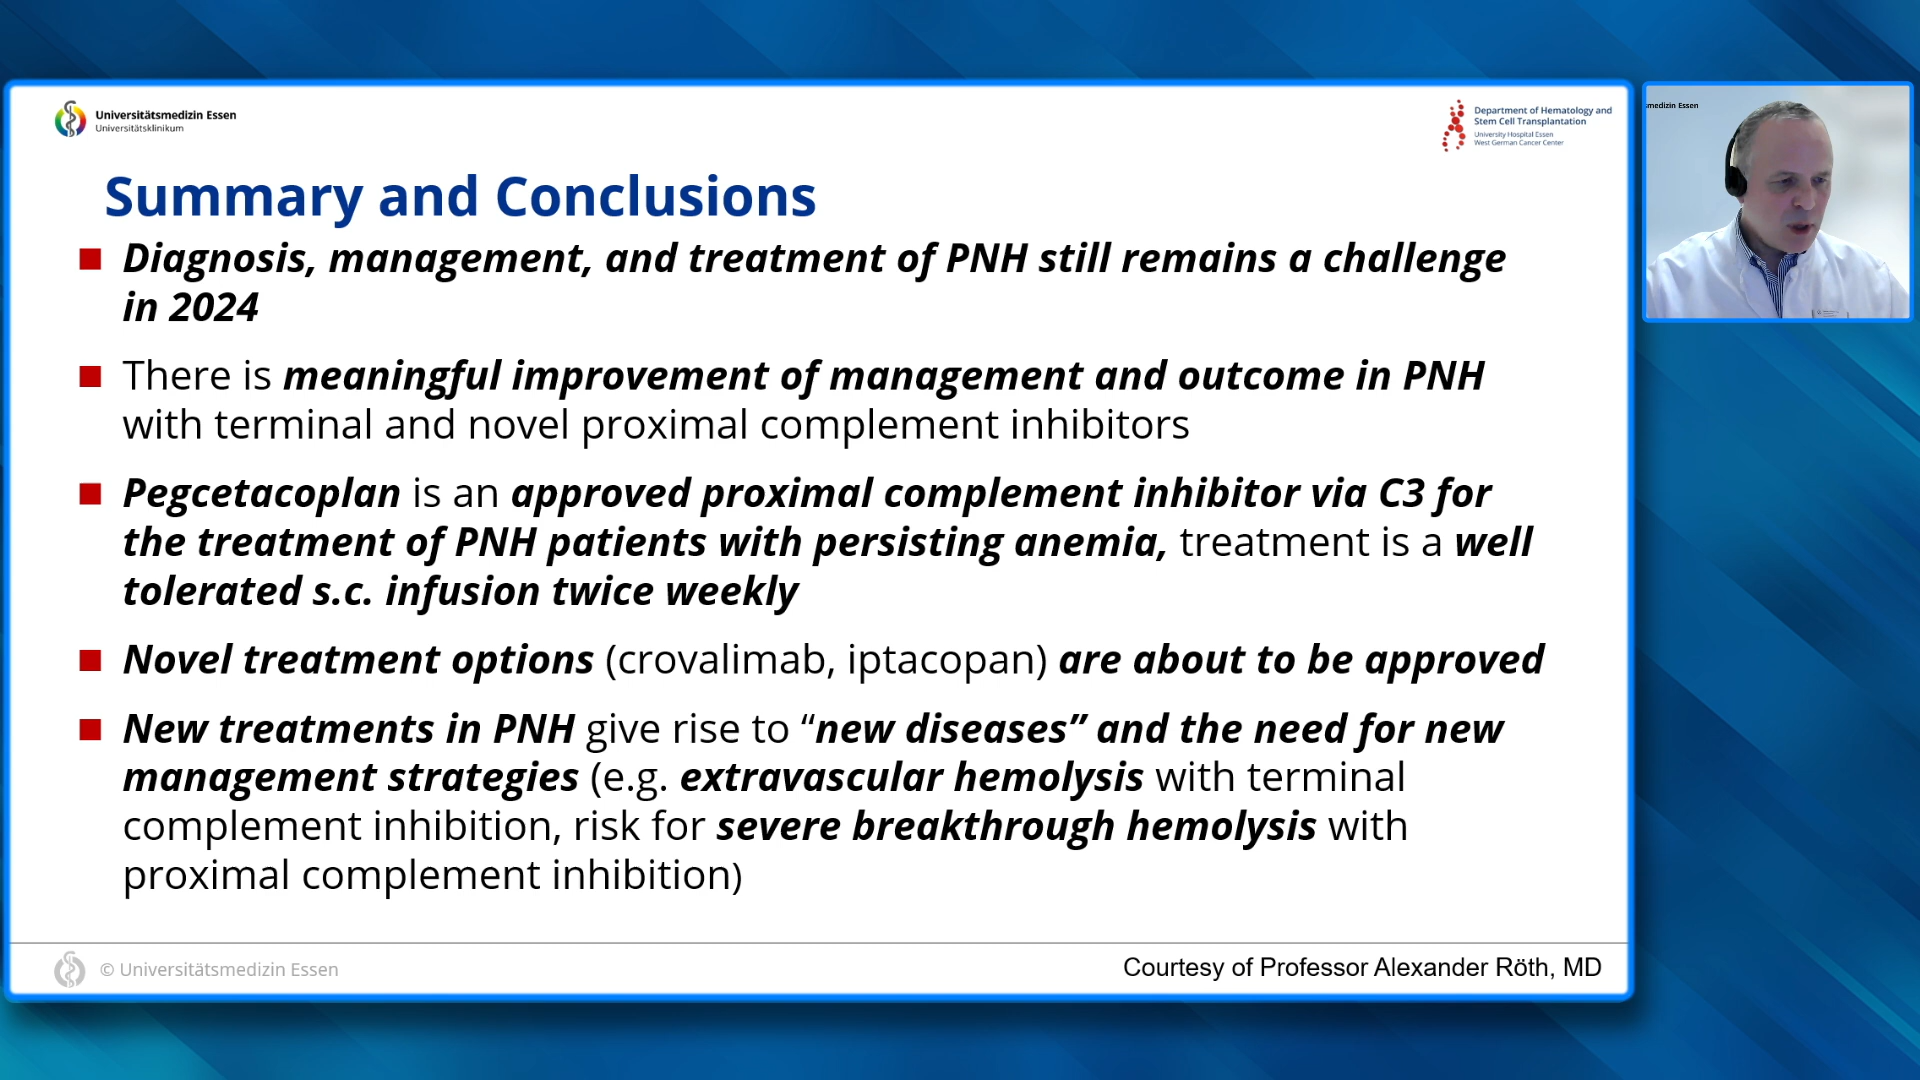 Universitätsmedizin Essen
Universitätsklinikum
Department of Hematology and
Stem Cell Transplantation
University Hospital Essen
West German Cancer Center
medizin Essen
Summary and Conclusions
Diagnosis, management, and treatment of PNH still remains a challenge
in 2024
There is meaningful improvement of management and outcome in PNH
with terminal and novel proximal complement inhibitors
Pegcetacoplan is an approved proximal complement inhibitor via C3 for
the treatment of PNH patients with persisting anemia, treatment is a well
tolerated s.c. infusion twice weekly
Novel treatment options (crovalimab, iptacopan) are about to be approved
New treatments in PNH give rise to “new diseases” and the need for new
management strategies (e.g. extravascular hemolysis with terminal
complement inhibition, risk for severe breakthrough hemolysis with
proximal complement inhibition)
© Universitätsmedizin Essen
Courtesy of Professor Alexander Röth, MD